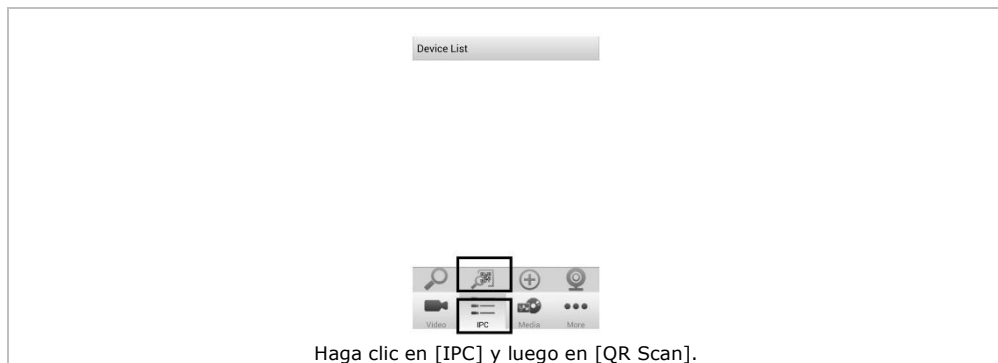 Device List
Video IPC Media More
Haga clic en [IPC] y luego en [QR Scan].